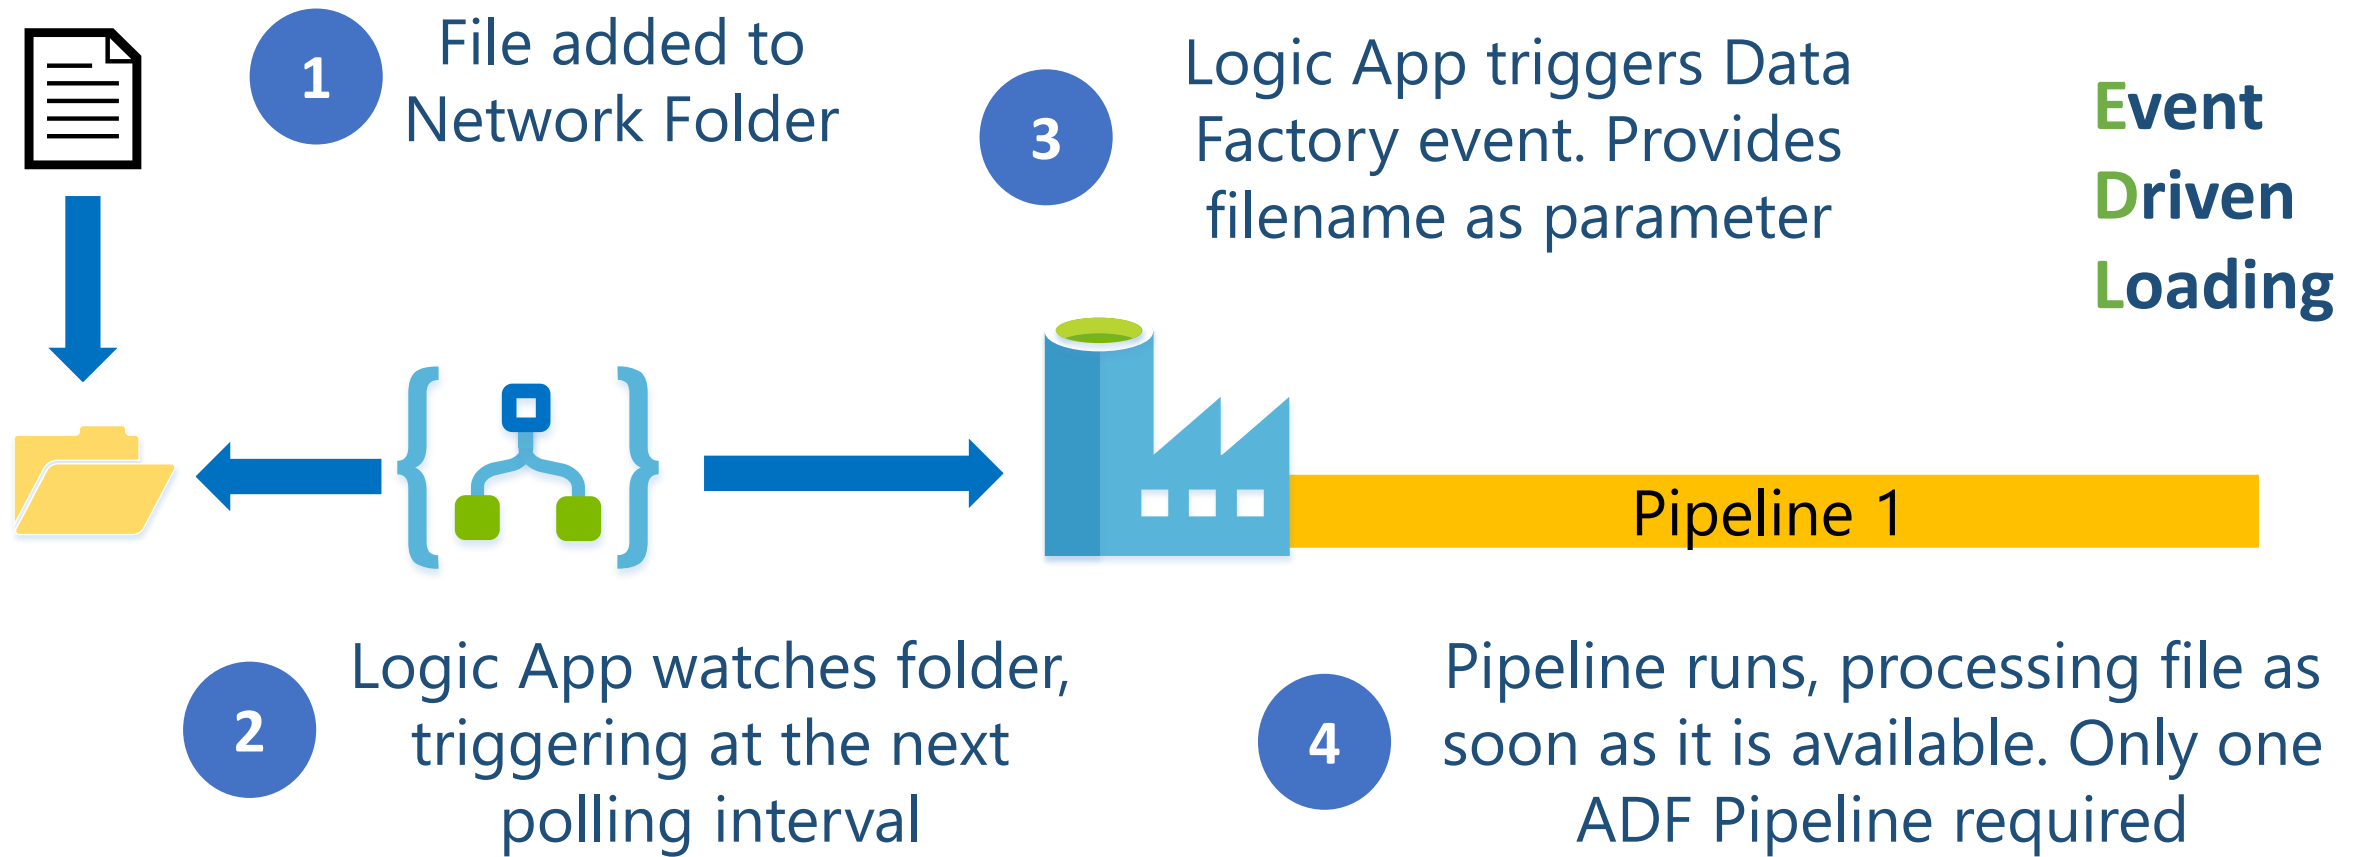 1
File added to
Network Folder
3
Logic App triggers Data
Factory event. Provides
filename as parameter
Event
Driven
Loading
Pipeline 1
2
Logic App watches folder,
triggering at the next
polling interval
4
Pipeline runs, processing file as
soon as it is available. Only one
ADF Pipeline required